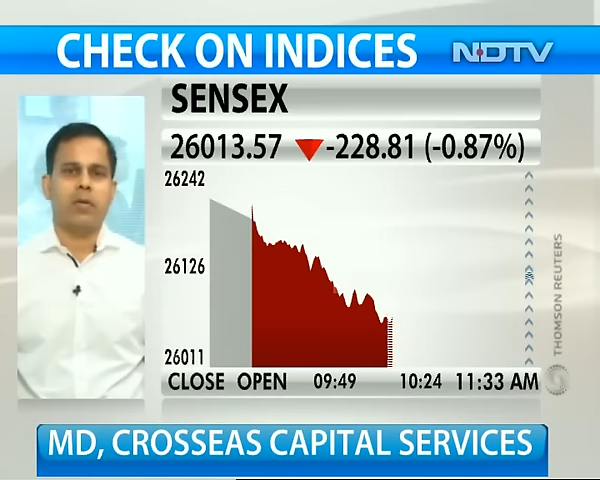 CHECK ON INDICES NDTV
SENSEX
26013.57 -228.81 (-0.87%)
26242
26126
26011
CLOSE OPEN 09:49 10:24 11:33 AM
THOMSON REUTERS
MD, CROSSEAS CAPITAL SERVICES